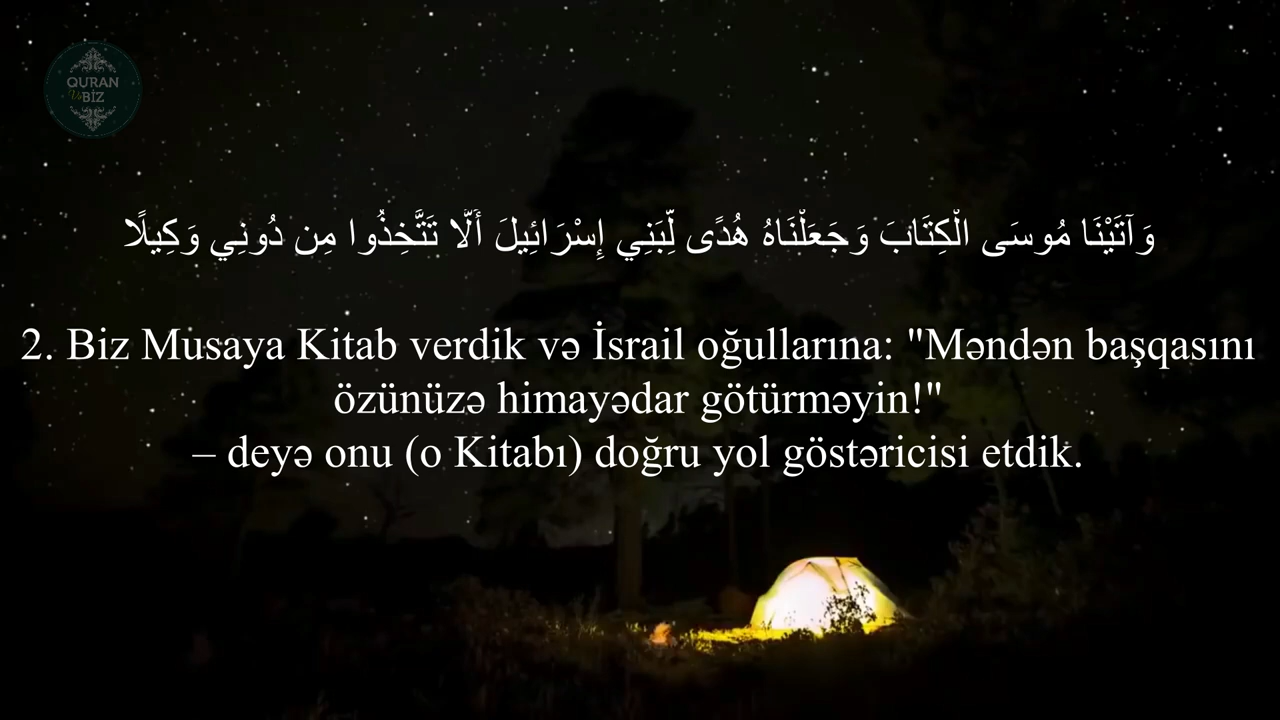 QURAN
Və
BİZ
وَآتَيْنَا مُوسَى الْكِتَابَ وَجَعَلْنَاهُ هُدًى لِّبَنِي إِسْرَائِيلَ أَلَّا تَتَّخِذُوا مِن دُونِي وَكِيلًا
2. Biz Musaya Kitab verdik və İsrail oğullarına: "Məndən başqasını
özünüzə himayədar götürməyin!"
– deyə onu (o Kitabı) doğru yol göstəricisi etdik.